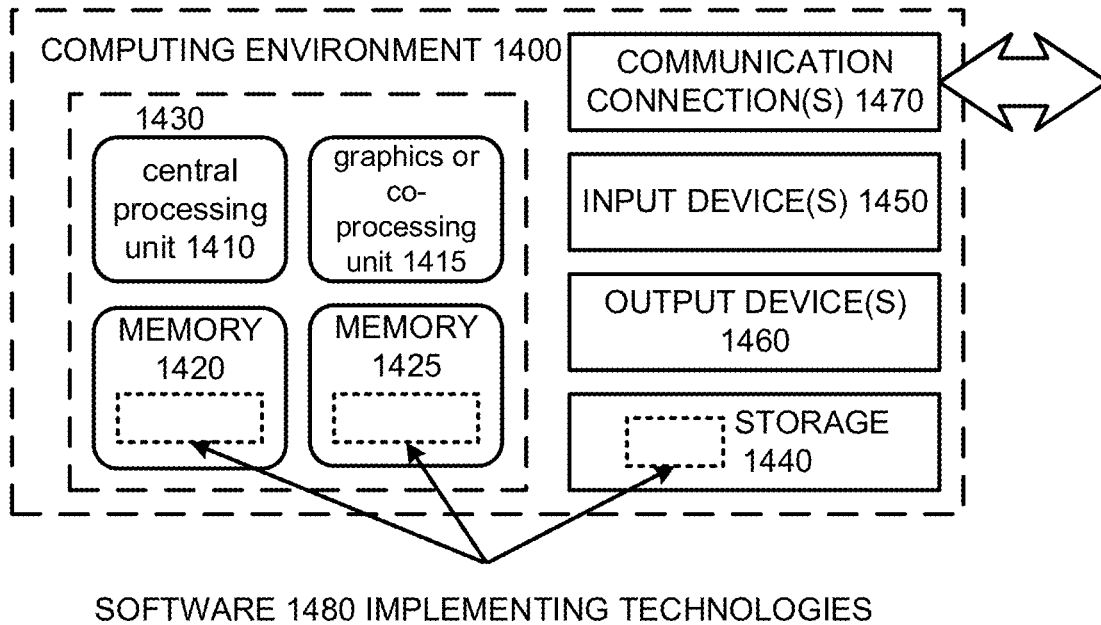 COMPUTING ENVIRONMENT 1400
COMMUNICATION
CONNECTION(S) 1470
1430
central
processing
unit 1410
graphics or
co-
processing
unit 1415
INPUT DEVICE(S) 1450
OUTPUT DEVICE(S)
1460
MEMORY
1420
MEMORY
1425
STORAGE
1440
SOFTWARE 1480 IMPLEMENTING TECHNOLOGIES